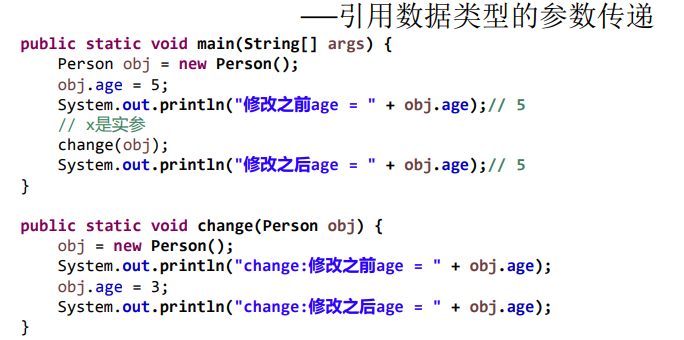 ——引用数据类型的参数传递
public static void main(String[] args) {
    Person obj = new Person();
    obj.age = 5;
    System.out.println("修改之前age = " + obj.age);// 5
    // x是实参
    change(obj);
    System.out.println("修改之后age = " + obj.age);// 5
}
public static void change(Person obj) {
    obj = new Person();
    System.out.println("change:修改之前age = " + obj.age);
    obj.age = 3;
    System.out.println("change:修改之后age = " + obj.age);
}